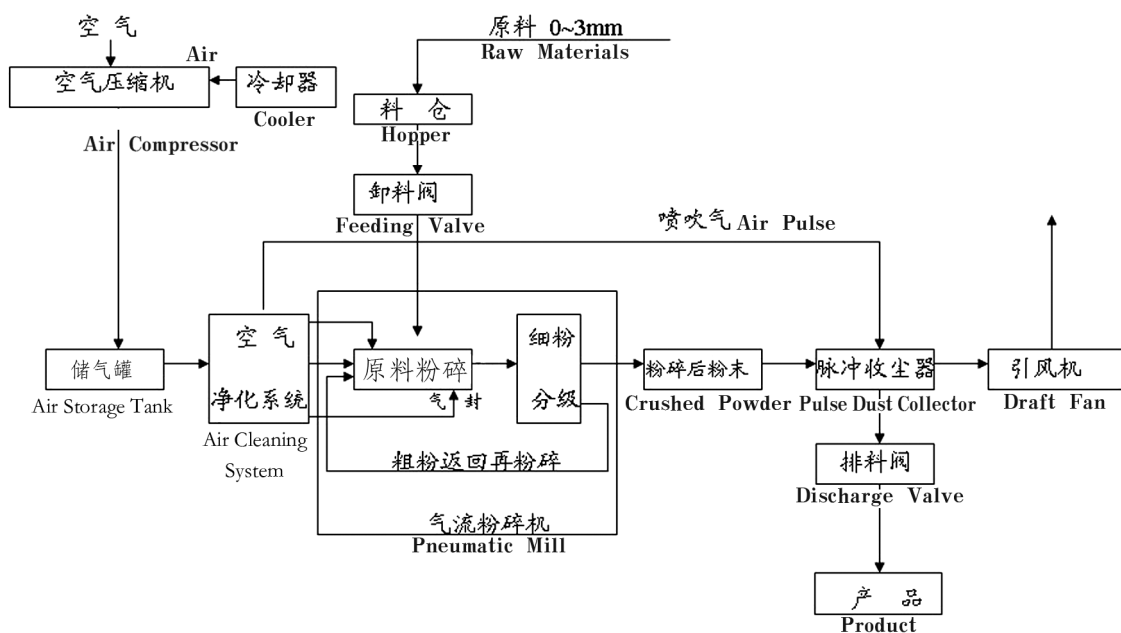 空 气
Air
空气压缩机
冷却器
Cooler
Air Compressor
原料 0~3mm
Raw Materials
料 仓
Hopper
卸料阀
Feeding Valve
喷吹气 Air Pulse
储气罐
Air Storage Tank
空 气
净化系统
Air Cleaning
System
原料粉碎
气 封
细粉
分级
粗粉返回再粉碎
气流粉碎机
Pneumatic Mill
粉碎后粉末
Crushed Powder
脉冲收尘器
Pulse Dust Collector
引风机
Draft Fan
排料阀
Discharge Valve
产 品
Product